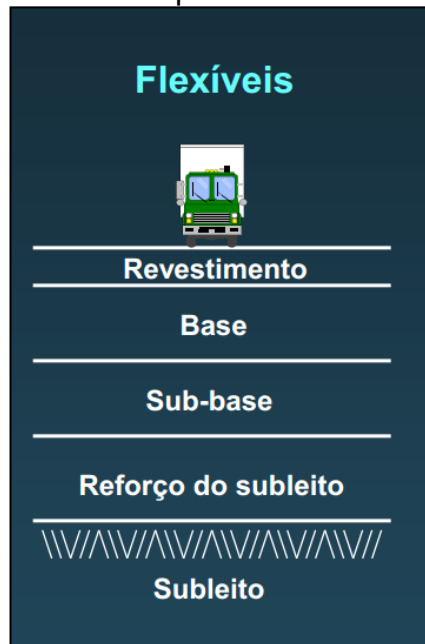 Flexíveis
Revestimento
Base
Sub-base
Reforço do subleito
Subleito